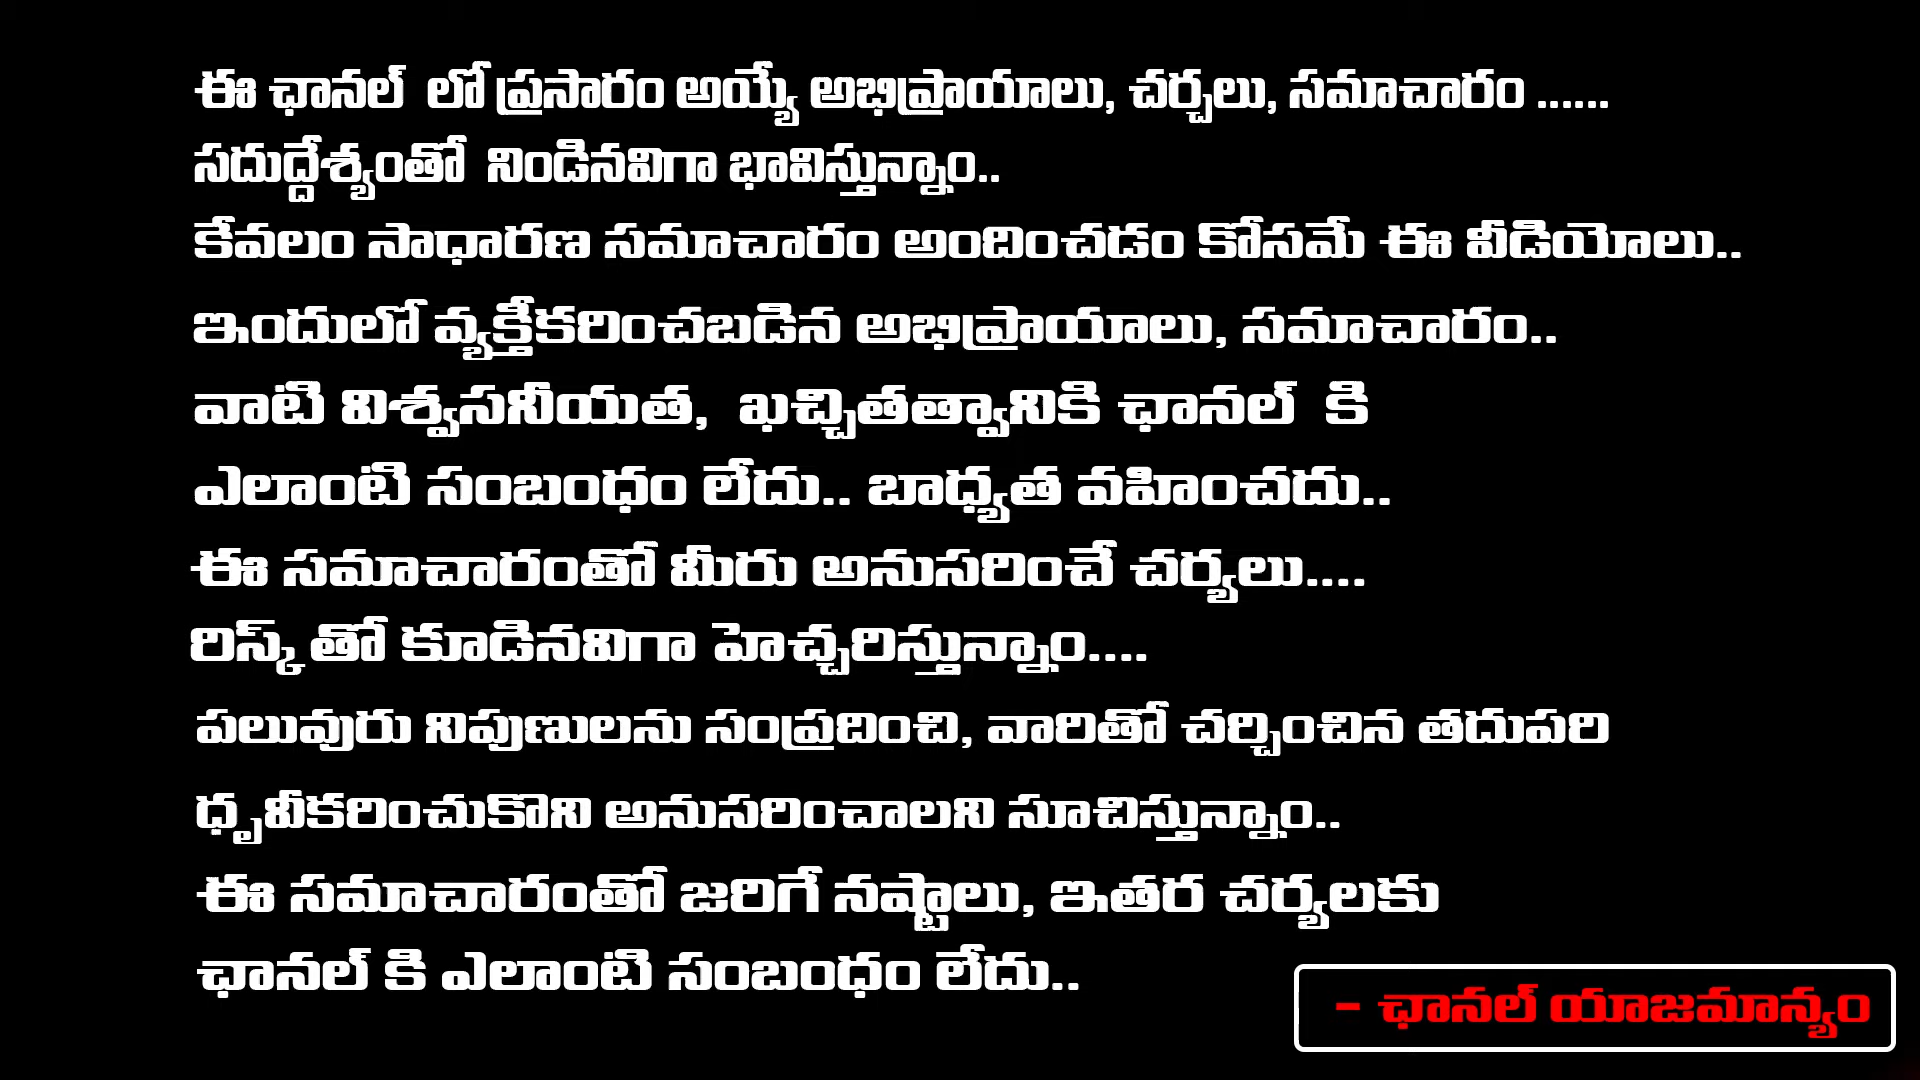 ఈ ఛానల్ లో ప్రసారం అయ్యే అభిప్రాయాలు, చర్చలు, సమాచారం ......
సదుద్దేశ్యంతో నిండినవిగా భావిస్తున్నాం..
కేవలం సాధారణ సమాచారం అందించడం కోసమే ఈ వీడియోలు..
ఇందులో వ్యక్తీకరించబడిన అభిప్రాయాలు, సమాచారం..
వాటి విశ్వసనీయత, ఖచ్చితత్వానికి ఛానల్ కి
ఎలాంటి సంబంధం లేదు.. బాధ్యత వహించదు..
ఈ సమాచారంతో మీరు అనుసరించే చర్యలు....
రిస్క్ తో కూడినవిగా హెచ్చరిస్తున్నాం....
పలువురు నిపుణులను సంప్రదించి, వారితో చర్చించిన తదుపరి
ధృవీకరించుకొని అనుసరించాలని సూచిస్తున్నాం..
ఈ సమాచారంతో జరిగే నష్టాలు, ఇతర చర్యలకు
ఛానల్ కి ఎలాంటి సంబంధం లేదు..
- ఛానల్ యాజమాన్యం